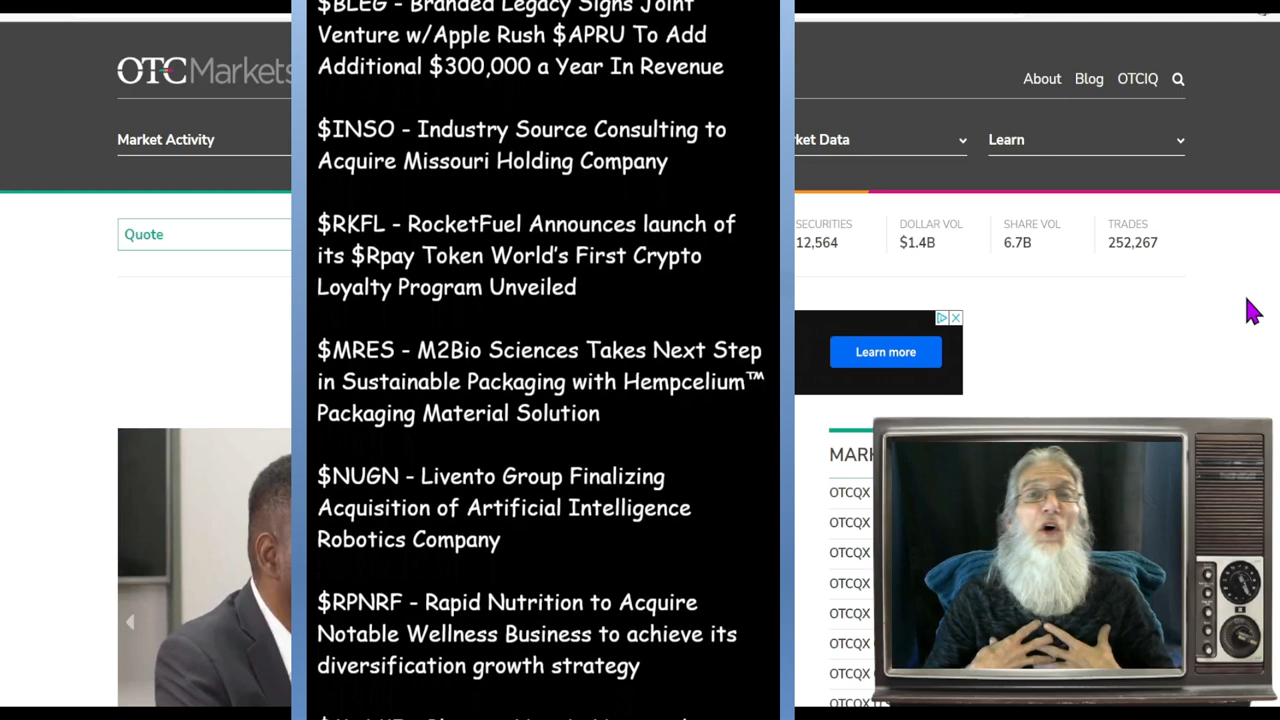 $BLEG - Branded Legacy Signs Joint
Venture w/Apple Rush $APRU To Add
Additional $300,000 a Year In Revenue
OTCMarkets
About Blog OTCIQ
$INSO - Industry Source Consulting to
Acquire Missouri Holding Company
Market Activity
ket Data
Learn
$RKFL - RocketFuel Announces launch of
its $Rpay Token World's First Crypto
Loyalty Program Unveiled
Quote
SECURITIES
12,564
DOLLAR VOL
$1.4B
SHARE VOL
6.7B
TRADES
252,267
$MRES - M2Bio Sciences Takes Next Step
in Sustainable Packaging with Hempcelium™
Packaging Material Solution
Learn more
$NUGN - Livento Group Finalizing
Acquisition of Artificial Intelligence
Robotics Company
$RPNRF - Rapid Nutrition to Acquire
Notable Wellness Business to achieve its
diversification growth strategy
MAR
OTCQX
OTCQX
OTCQX
OTCQX
OTCQX
OTCQX
OTCQX
OTCQX